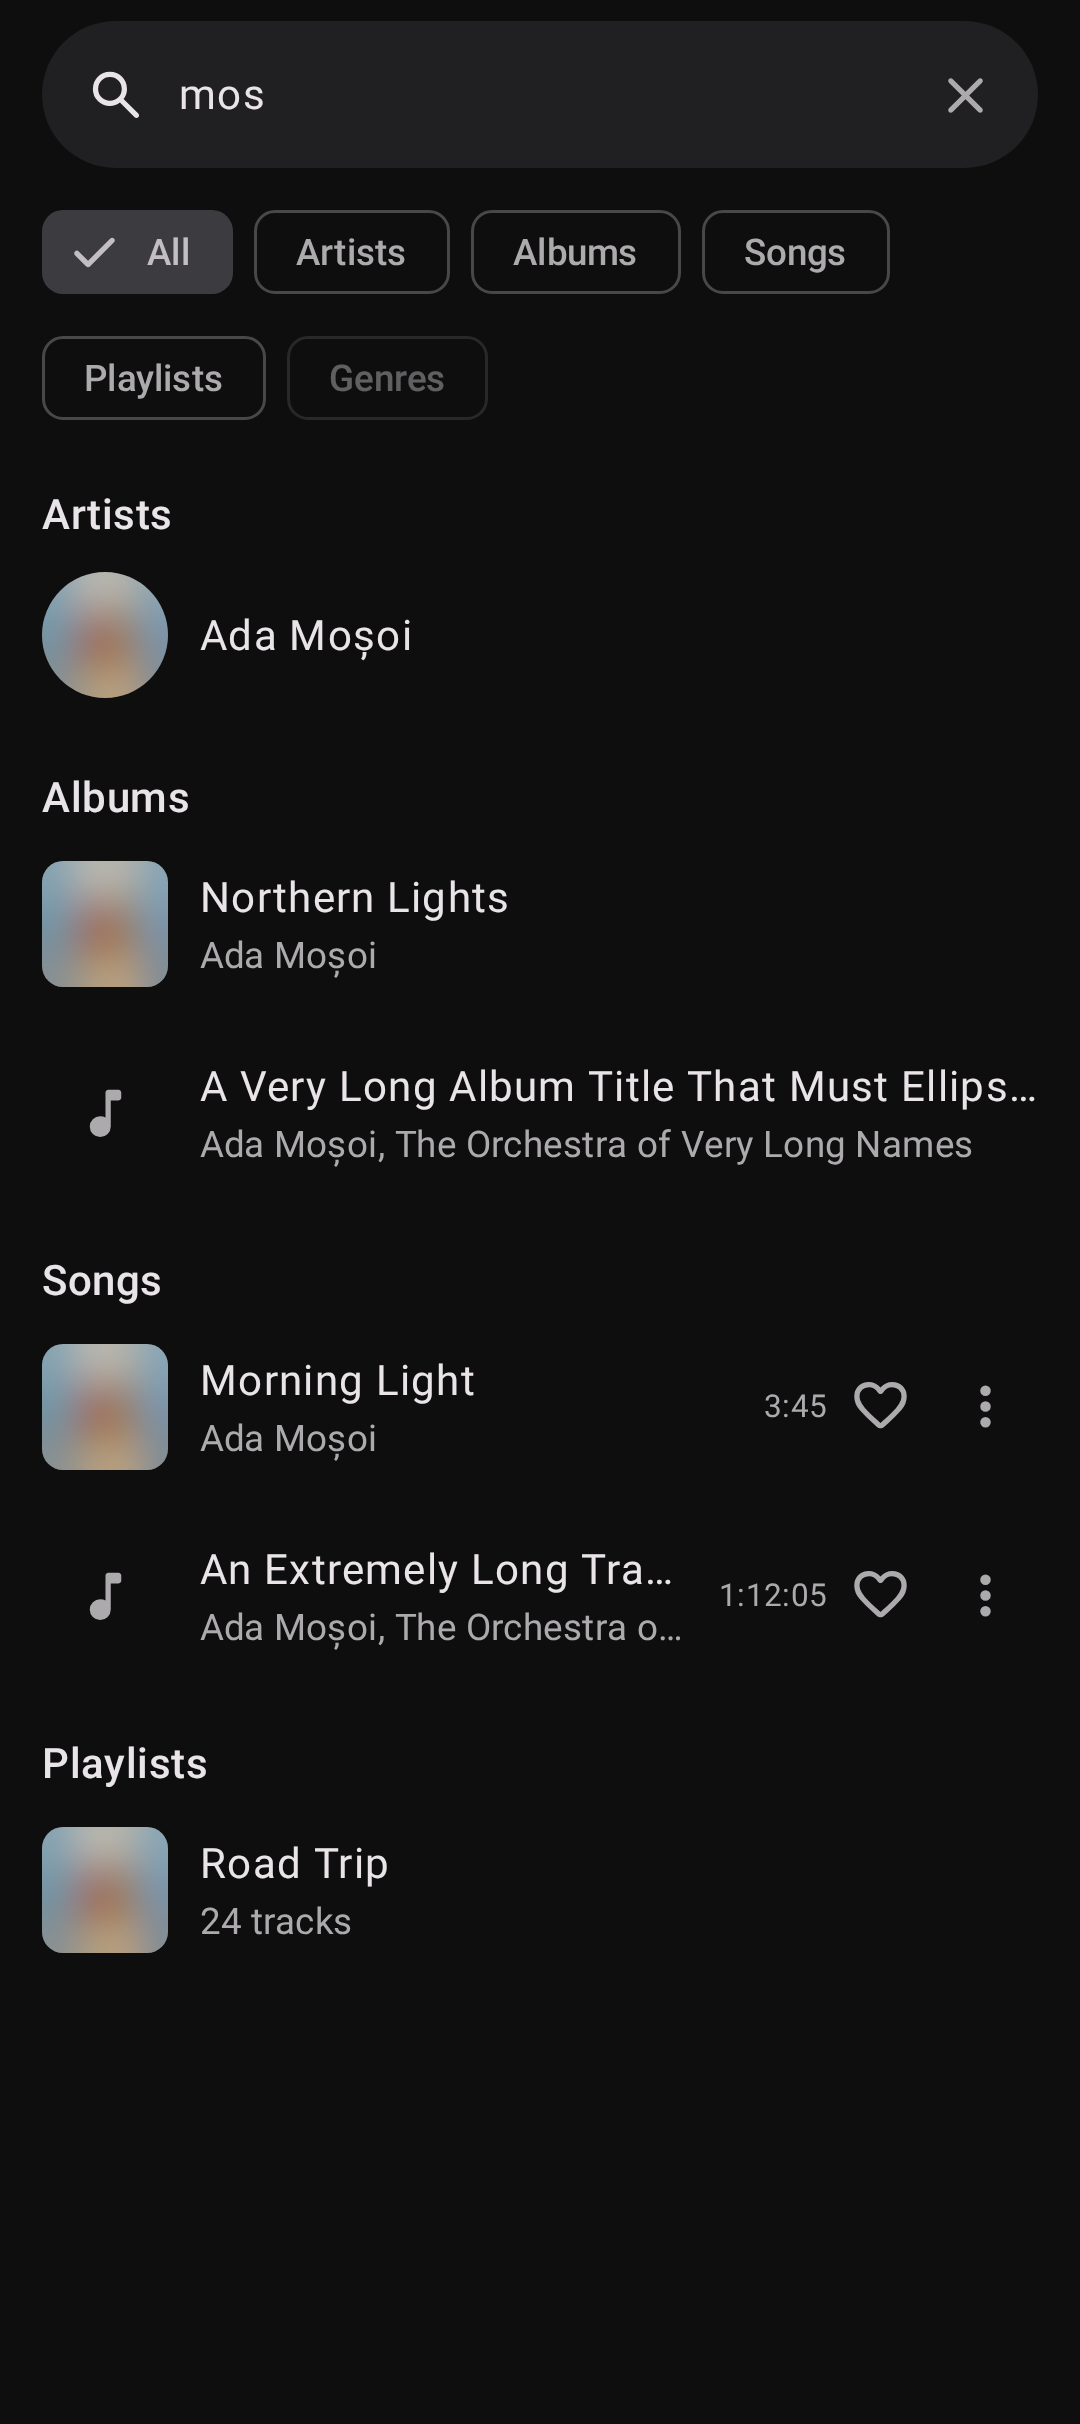 mos
All
Artists
Albums
Songs
Playlists
Genres
Artists
Ada Moșoi
Albums
Northern Lights
Ada Moșoi
A Very Long Album Title That Must Ellips…
Ada Moșoi, The Orchestra of Very Long Names
Songs
Morning Light
Ada Moșoi
3:45
An Extremely Long Tra…
Ada Moșoi, The Orchestra o…
1:12:05
Playlists
Road Trip
24 tracks